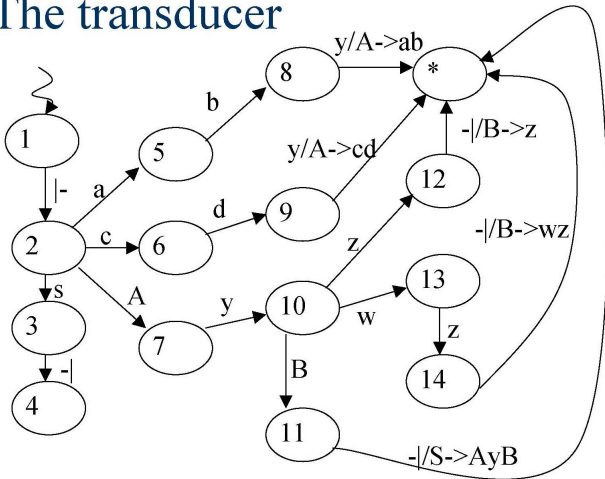 The transducer
y/A->ab
8
*
b
1
5
y/A->cd
-|/B->z
|-
a
12
d
9
2
c
6
z
-|/B->wz
13
s
A
y
10
w
3
7
z
-|
B
14
4
11
-|/S->AyB